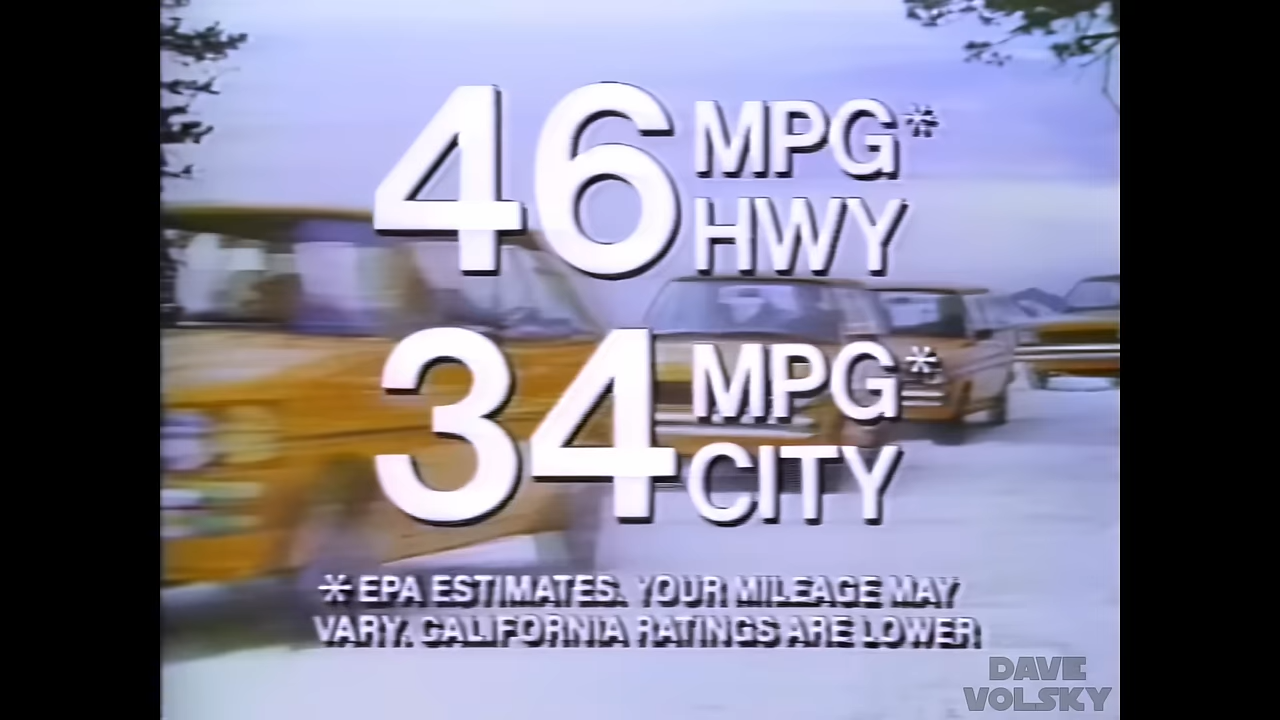 46 MPG*
HWY
34 MPG*
CITY
* EPA ESTIMATES. YOUR MILEAGE MAY
VARY. CALIFORNIA RATINGS ARE LOWER
DAVE
VOLSKY